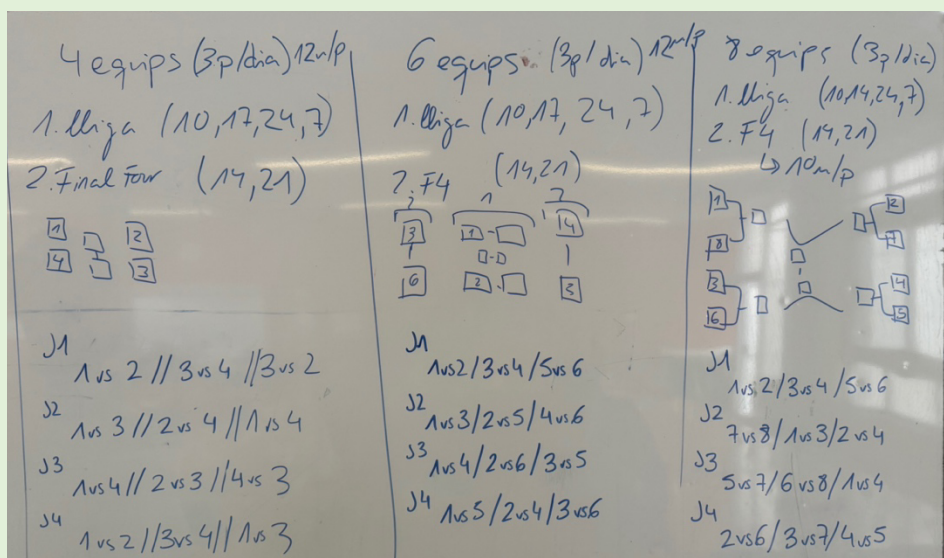 4 equips (3p/dia) 12m/p
1. lliga (10,17,24,7)
2. Final Four (14,21)
1 2
4 3
J1
1 vs 2 // 3 vs 4 // 3 vs 2
J2
1 vs 3 // 2 vs 4 // 1 vs 4
J3
1 vs 4 // 2 vs 3 // 4 vs 3
J4
1 vs 2 // 3 vs 4 // 1 vs 3
6 equips (3p/dia) 12m/p
1. lliga (10,17,24,7)
2. F4 (14,21)
1
3 1 4
6 2 5
J1
1 vs 2 / 3 vs 4 / 5 vs 6
J2
1 vs 3 / 2 vs 5 / 4 vs 6
J3
1 vs 4 / 2 vs 6 / 3 vs 5
J4
1 vs 5 / 2 vs 4 / 3 vs 6
8 equips (3p/dia)
1. lliga (10,14,24,7)
2. F4 (14,21)
↳ 10m/p
1 2
8 7
3 4
6 5
J1
1 vs 2 / 3 vs 4 / 5 vs 6
J2
7 vs 8 / 1 vs 3 / 2 vs 4
J3
5 vs 7 / 6 vs 8 / 1 vs 4
J4
2 vs 6 / 3 vs 7 / 4 vs 5